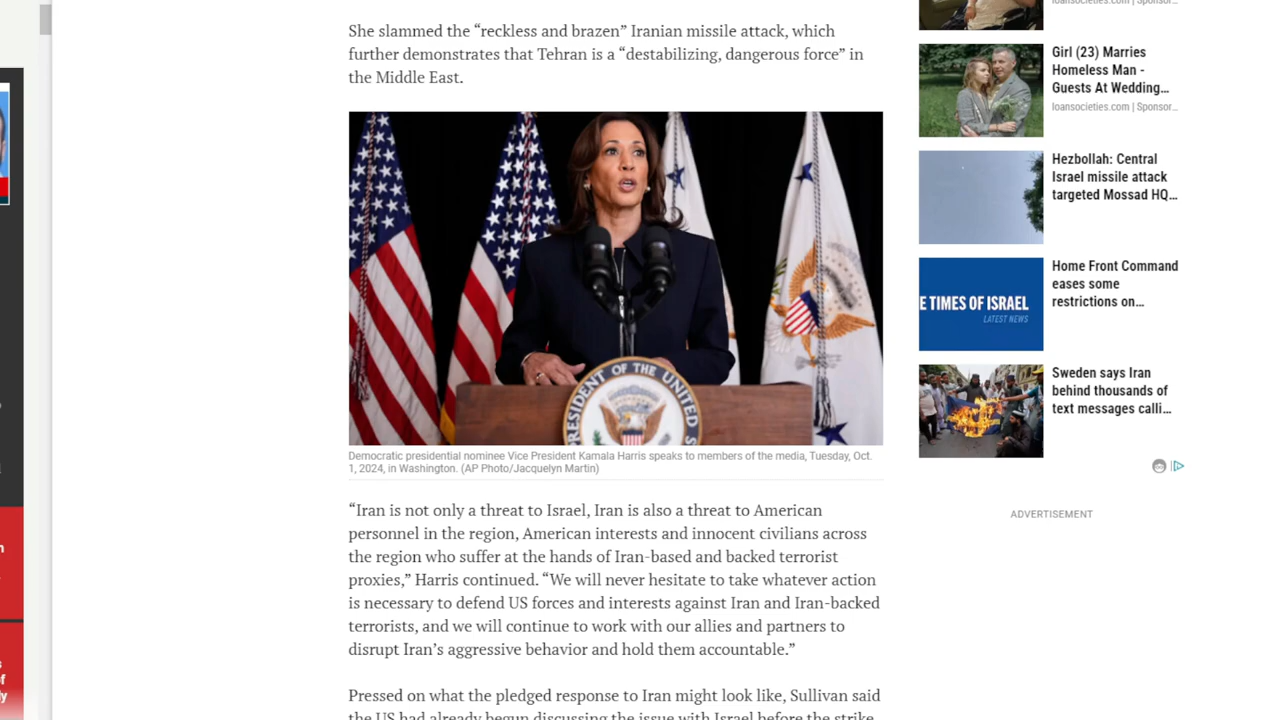 She slammed the “reckless and brazen” Iranian missile attack, which
further demonstrates that Tehran is a “destabilizing, dangerous force” in
the Middle East.
PRESIDENT OF THE UNITED
Democratic presidential nominee Vice President Kamala Harris speaks to members of the media, Tuesday, Oct.
1, 2024, in Washington. (AP Photo/Jacquelyn Martin)
“Iran is not only a threat to Israel, Iran is also a threat to American
personnel in the region, American interests and innocent civilians across
the region who suffer at the hands of Iran-based and backed terrorist
proxies,” Harris continued. “We will never hesitate to take whatever action
is necessary to defend US forces and interests against Iran and Iran-backed
terrorists, and we will continue to work with our allies and partners to
disrupt Iran’s aggressive behavior and hold them accountable.”
Pressed on what the pledged response to Iran might look like, Sullivan said
the US had already begun discussing the issue with Israel before the strike
loansocieties.com | Sponsor...
Girl (23) Marries
Homeless Man -
Guests At Wedding...
loansocieties.com | Sponsor...
Hezbollah: Central
Israel missile attack
targeted Mossad HQ...
E TIMES OF ISRAEL
LATEST NEWS
Home Front Command
eases some
restrictions on...
Sweden says Iran
behind thousands of
text messages calli...
ADVERTISEMENT